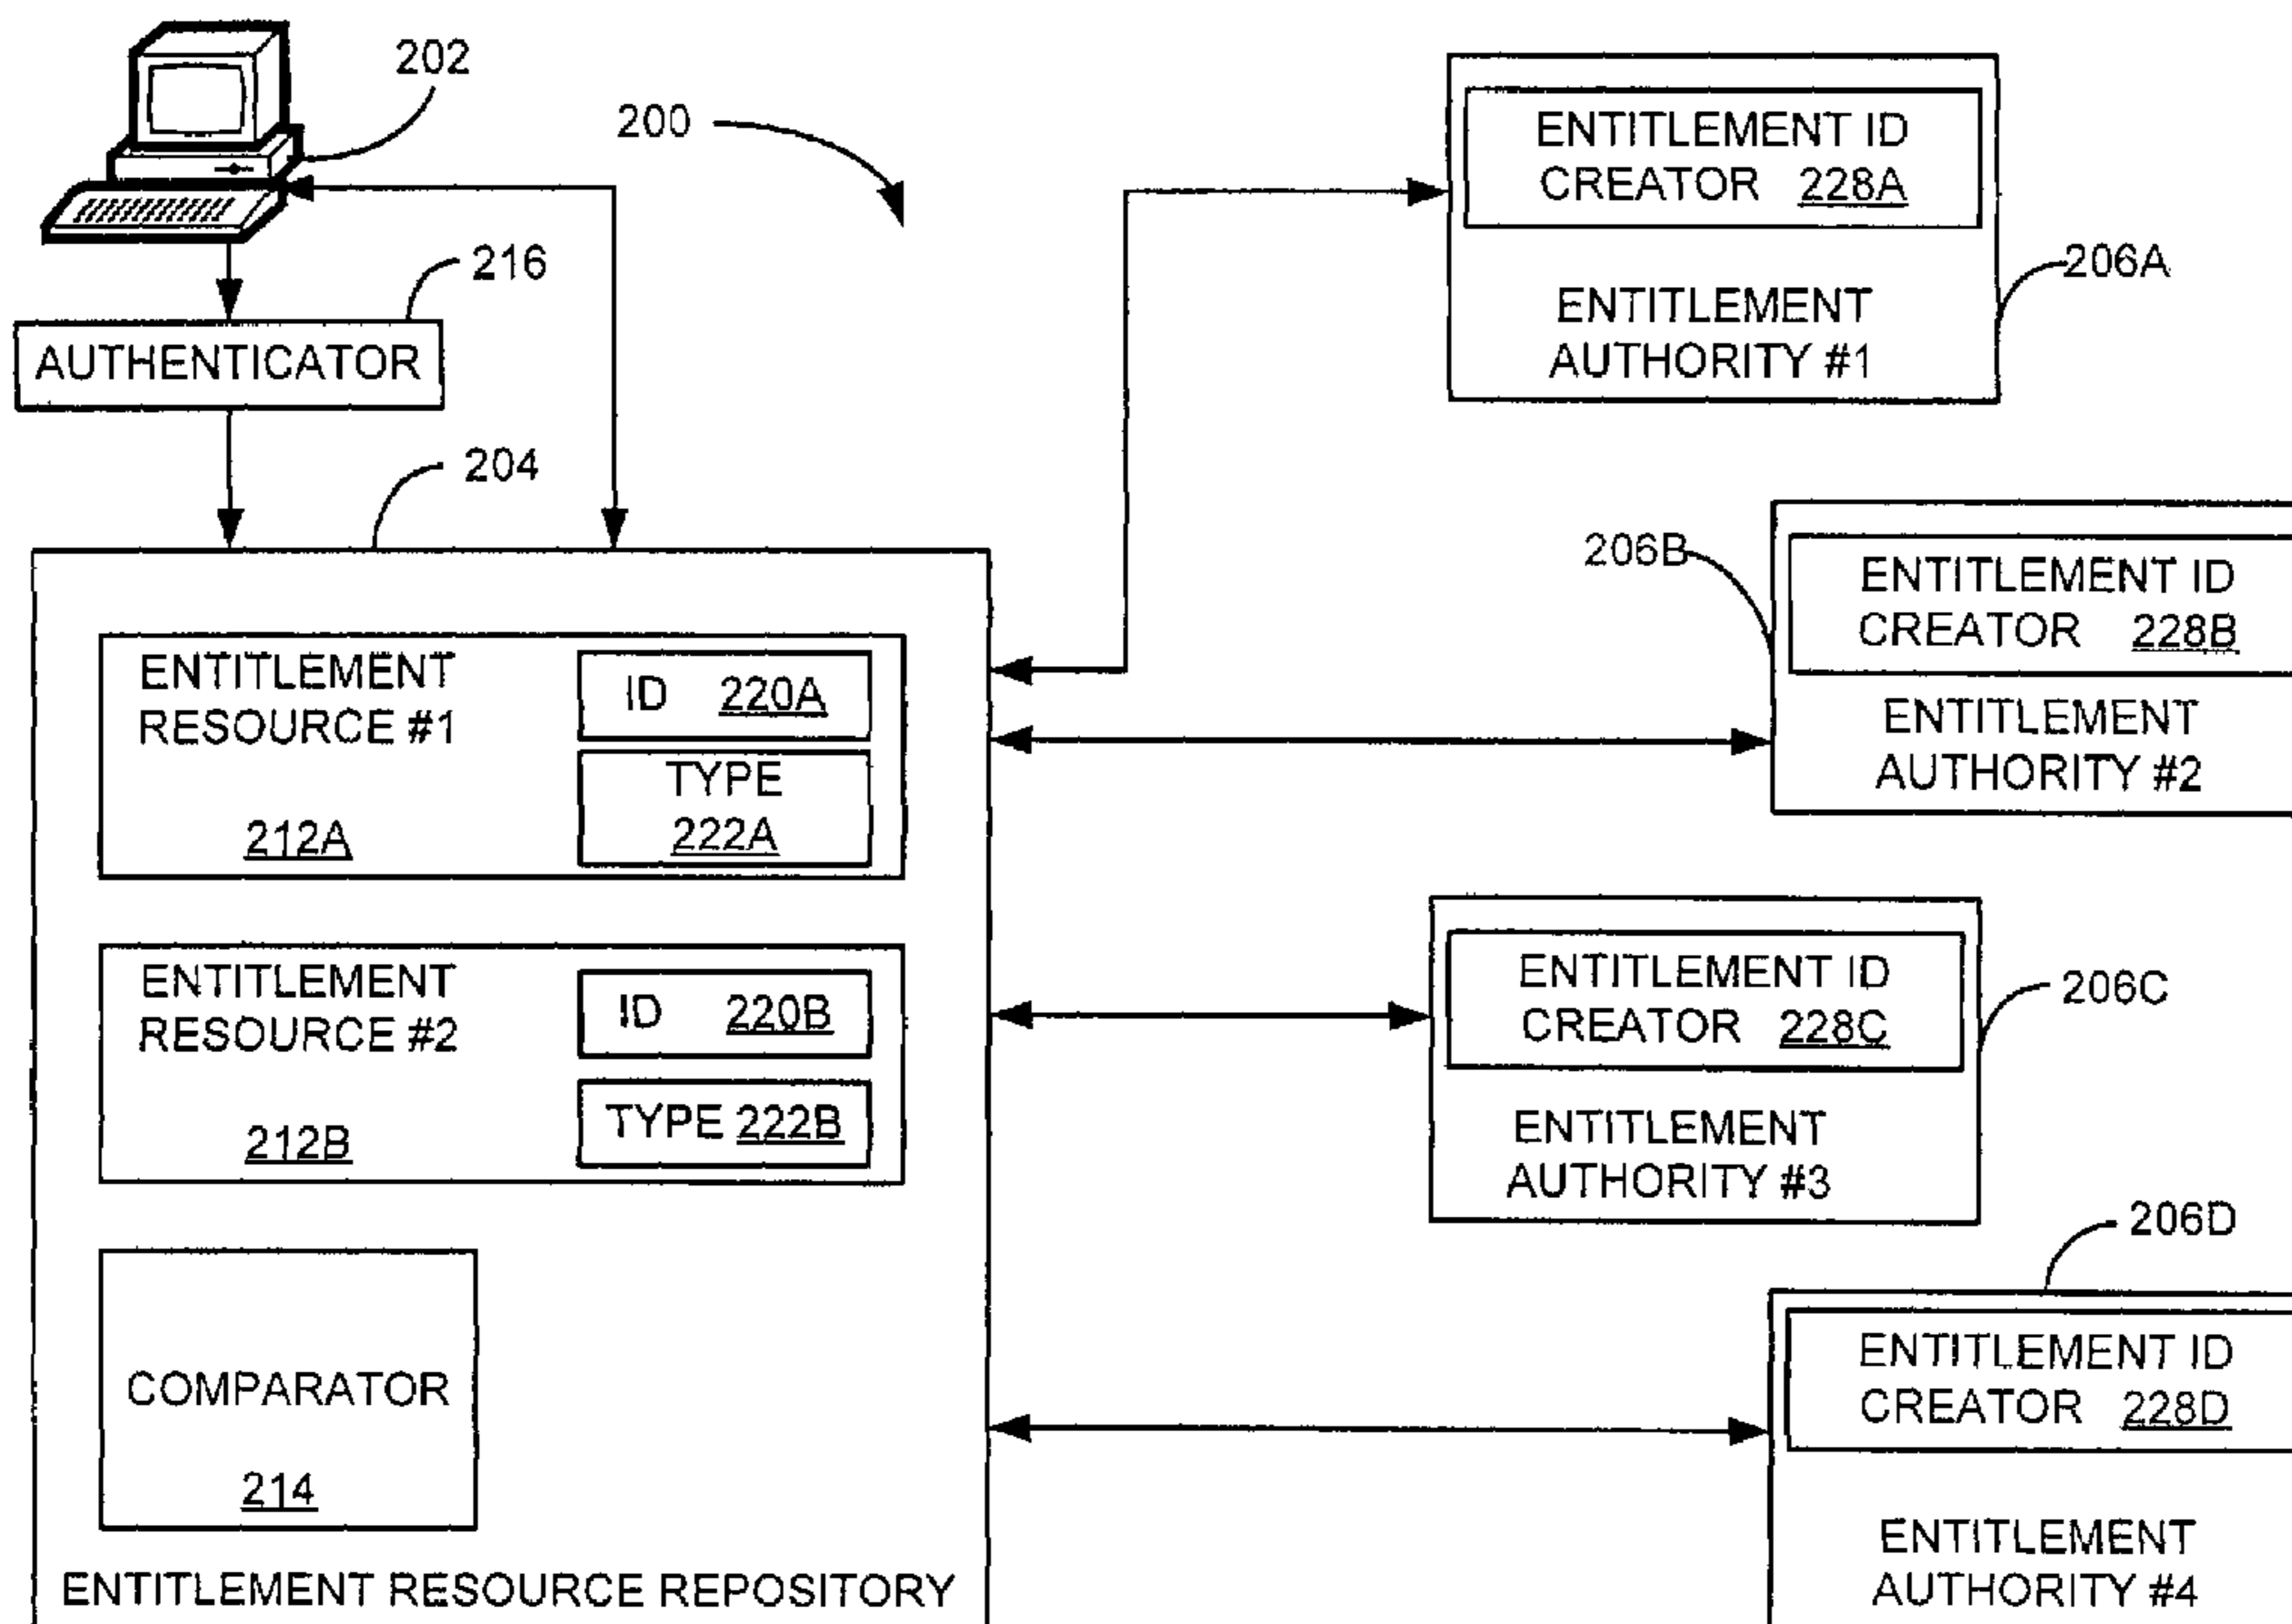 202
200
216
AUTHENTICATOR
204
ENTITLEMENT ID
CREATOR 228A
ENTITLEMENT
AUTHORITY #1
206A
206B
ENTITLEMENT ID
CREATOR 228B
ENTITLEMENT
AUTHORITY #2
ENTITLEMENT
RESOURCE #1
212A
ID 220A
TYPE
222A
ENTITLEMENT
RESOURCE #2
212B
ID 220B
TYPE 222B
COMPARATOR
214
ENTITLEMENT RESOURCE REPOSITORY
ENTITLEMENT ID
CREATOR 228C
ENTITLEMENT
AUTHORITY #3
206C
206D
ENTITLEMENT ID
CREATOR 228D
ENTITLEMENT
AUTHORITY #4